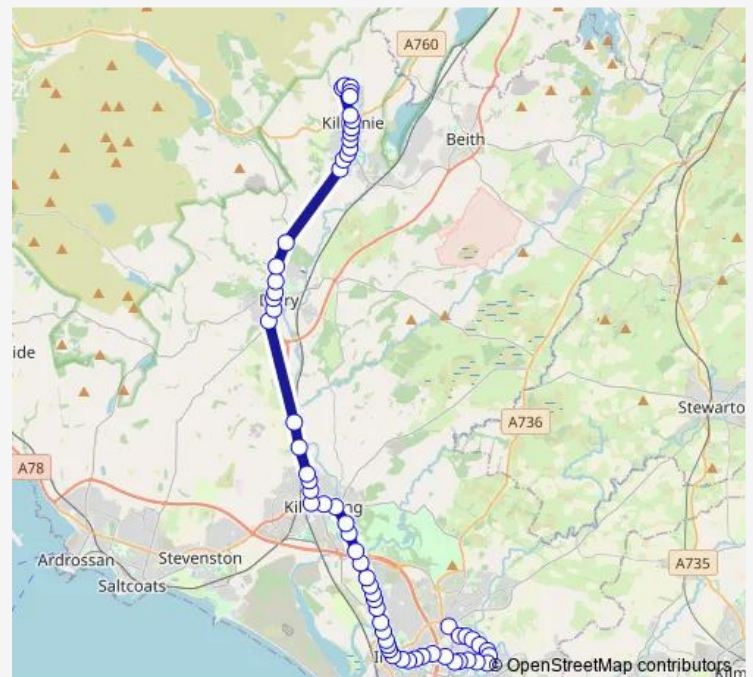 A760
Beith
ide
Stewarto
A736
A78
A735
Ardrossan
Stevenston
Saltcoats
© OpenStreetMap contributors